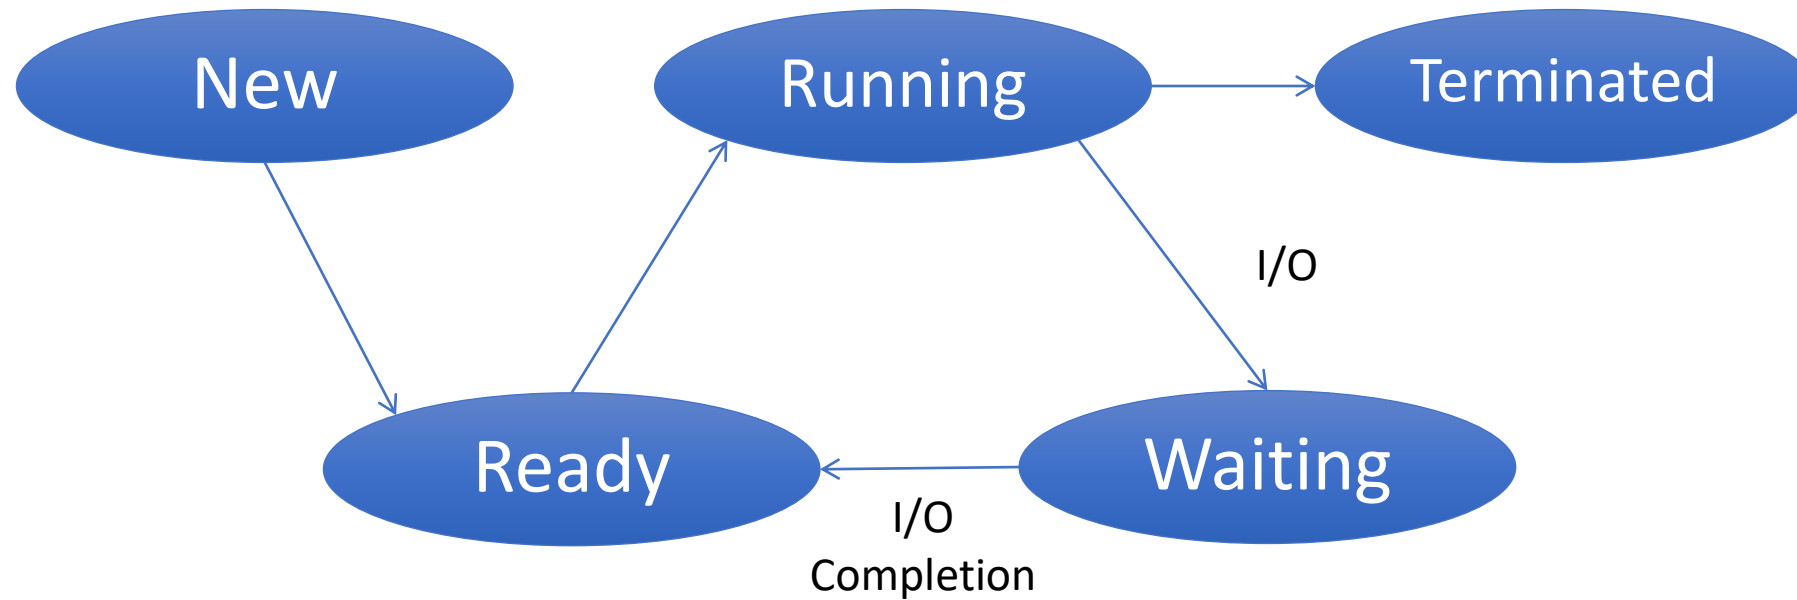 New
Running
Terminated
I/O
Ready
Waiting
I/O
Completion